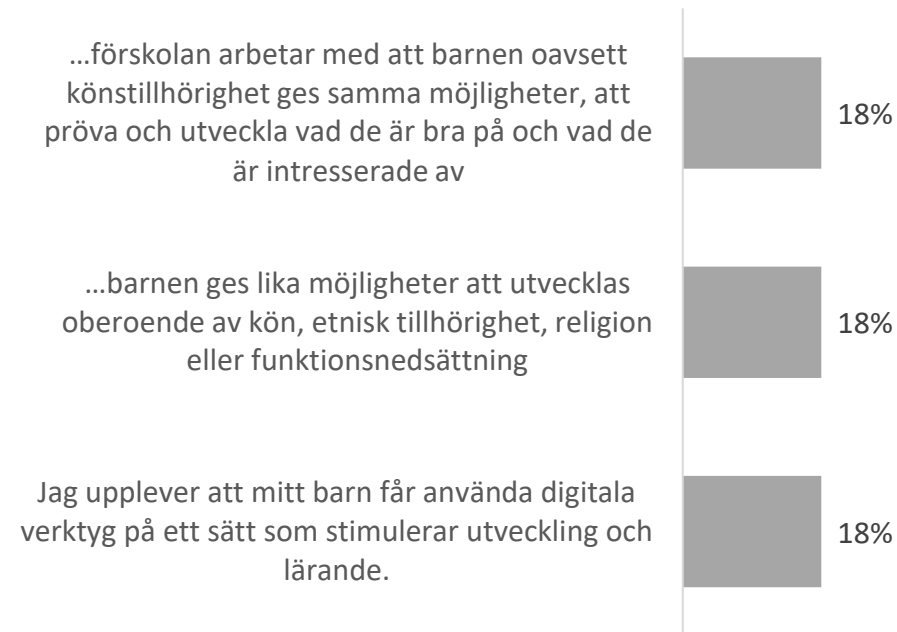 …förskolan arbetar med att barnen oavsett
könstillhörighet ges samma möjligheter, att
pröva och utveckla vad de är bra på och vad de
är intresserade av
18%
…barnen ges lika möjligheter att utvecklas
oberoende av kön, etnisk tillhörighet, religion
eller funktionsnedsättning
18%
Jag upplever att mitt barn får använda digitala
verktyg på ett sätt som stimulerar utveckling och
lärande.
18%